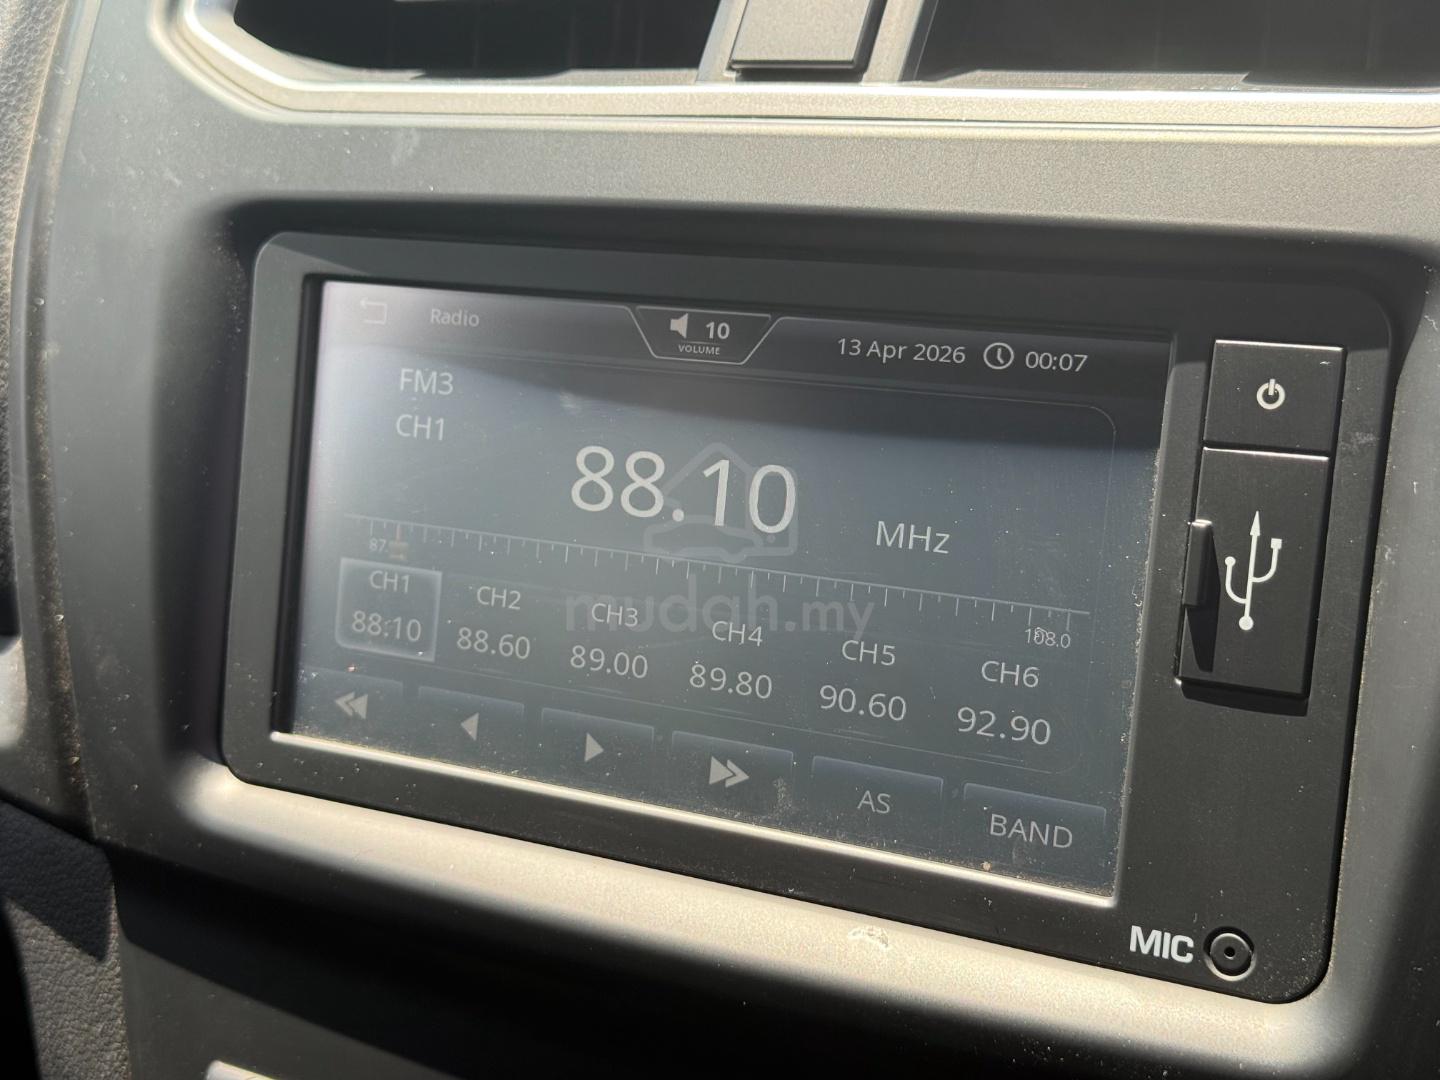 Radio
10
VOLUME
13 Apr 2026 00:07
FM3
CH1
88.10 MHz
87
108.0
CH1 CH2 CH3 CH4 CH5 CH6
88.10 88.60 89.00 89.80 90.60 92.90
AS BAND
MIC
mudah.my